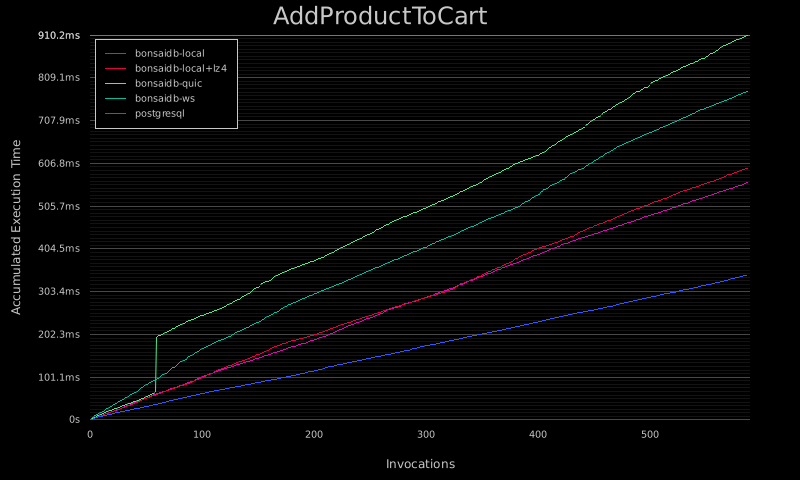 AddProductToCart
910.2ms
809.1ms
707.9ms
606.8ms
505.7ms
404.5ms
303.4ms
202.3ms
101.1ms
0s
Accumulated Execution Time
bonsaidb-local
bonsaidb-local+lz4
bonsaidb-quic
bonsaidb-ws
postgresql
0 100 200 300 400 500
Invocations